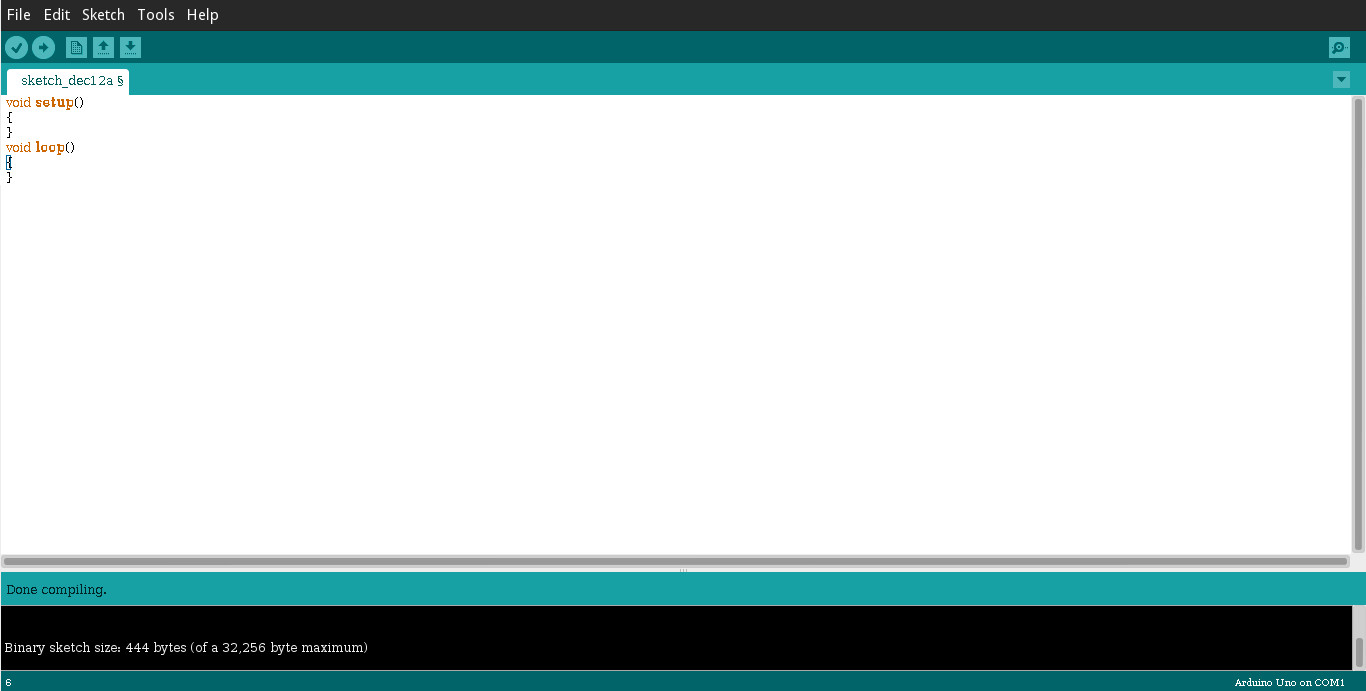 File Edit Sketch Tools Help
sketch_dec12a §
void setup()
{
}
void loop()
{
}
Done compiling.
Binary sketch size: 444 bytes (of a 32,256 byte maximum)
6 Arduino Uno on COM1